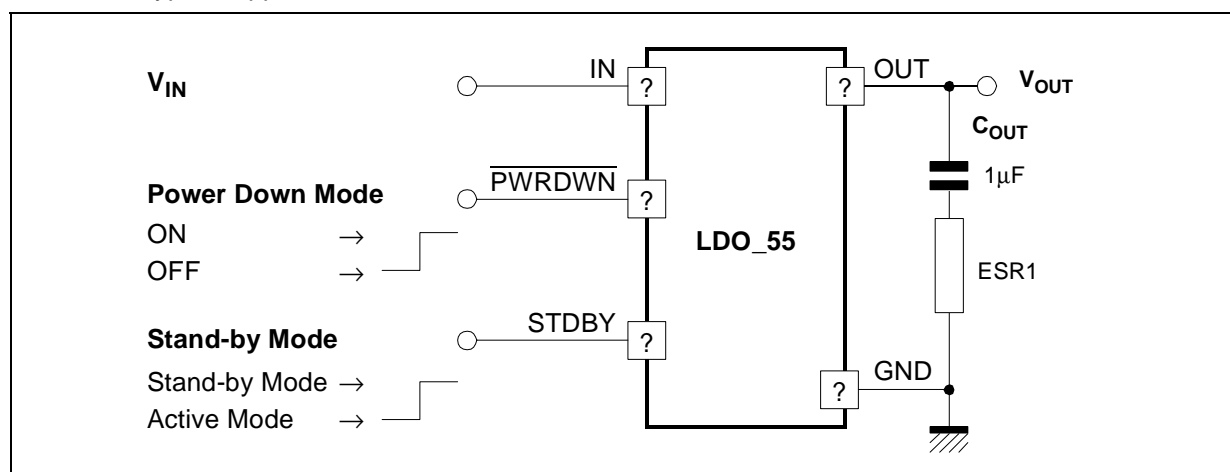 V_IN
IN
?
?
OUT
V_OUT
C_OUT
1µF
Power Down Mode
PWRDWN
?
ON →
OFF →
LDO_55
ESR1
Stand-by Mode
STDBY
?
Stand-by Mode →
Active Mode →
?
GND